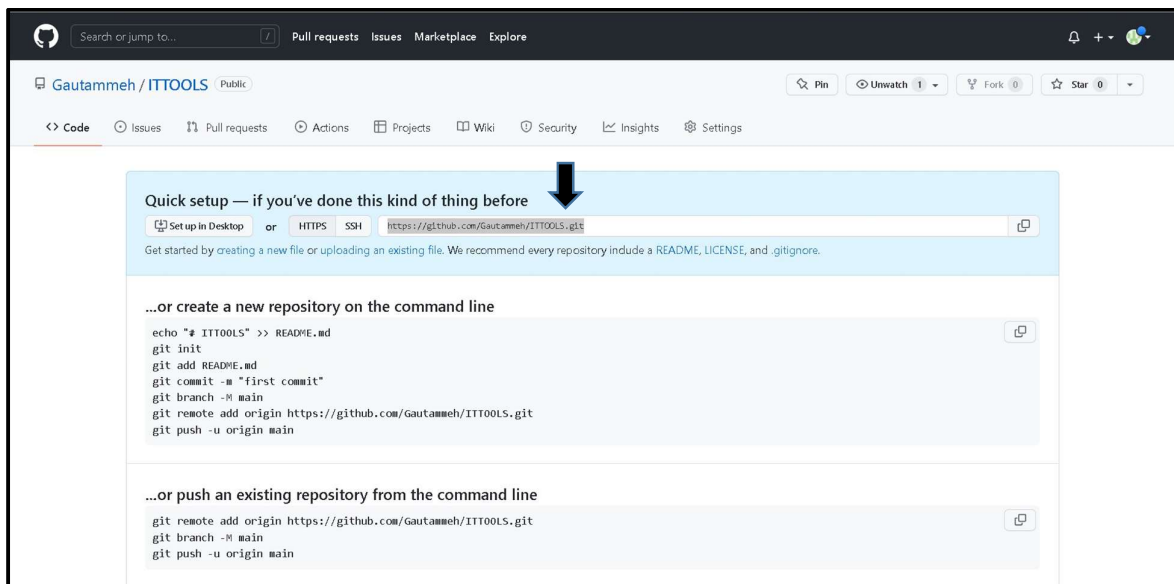 Search or jump to... /
Pull requests Issues Marketplace Explore
Gautammeh / ITTOOLS Public
Pin Unwatch 1 Fork 0 Star 0
<> Code Issues Pull requests Actions Projects Wiki Security Insights Settings
Quick setup — if you've done this kind of thing before
Set up in Desktop or HTTPS SSH https://github.com/Gautammeh/ITTOOLS.git
Get started by creating a new file or uploading an existing file. We recommend every repository include a README, LICENSE, and .gitignore.
...or create a new repository on the command line
echo "# ITTOOLS" >> README.md
git init
git add README.md
git commit -m "first commit"
git branch -M main
git remote add origin https://github.com/Gautammeh/ITTOOLS.git
git push -u origin main
...or push an existing repository from the command line
git remote add origin https://github.com/Gautammeh/ITTOOLS.git
git branch -M main
git push -u origin main